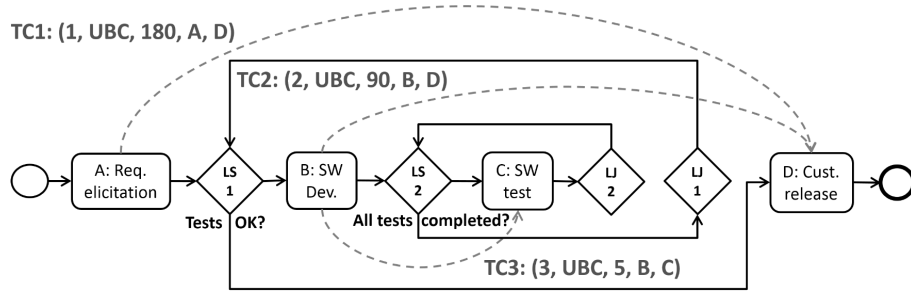 TC1: (1, UBC, 180, A, D)
TC2: (2, UBC, 90, B, D)
A: Req.
elicitation
LS
1
B: SW
Dev.
LS
2
C: SW
test
LJ
2
LJ
1
D: Cust.
release
Tests OK?
All tests completed?
TC3: (3, UBC, 5, B, C)